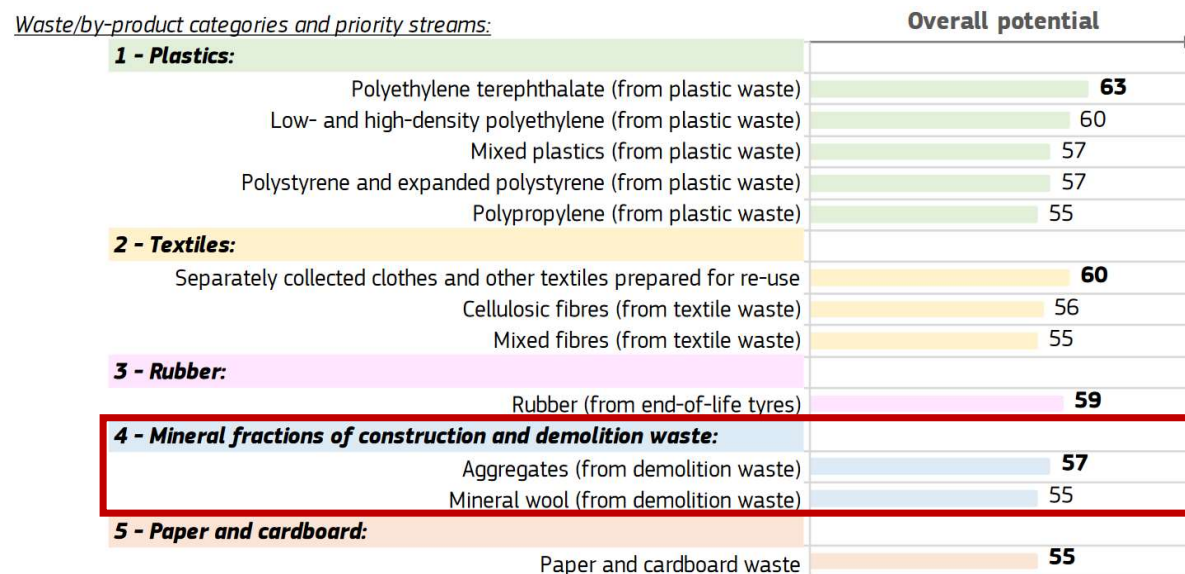 Waste/by-product categories and priority streams:
Overall potential
1 - Plastics:
Polyethylene terephthalate (from plastic waste) 63
Low- and high-density polyethylene (from plastic waste) 60
Mixed plastics (from plastic waste) 57
Polystyrene and expanded polystyrene (from plastic waste) 57
Polypropylene (from plastic waste) 55
2 - Textiles:
Separately collected clothes and other textiles prepared for re-use 60
Cellulosic fibres (from textile waste) 56
Mixed fibres (from textile waste) 55
3 - Rubber:
Rubber (from end-of-life tyres) 59
4 - Mineral fractions of construction and demolition waste:
Aggregates (from demolition waste) 57
Mineral wool (from demolition waste) 55
5 - Paper and cardboard:
Paper and cardboard waste 55